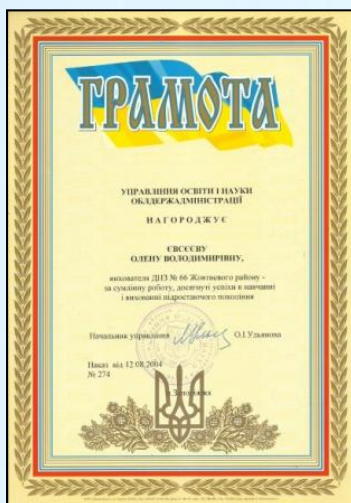 ГРАМОТА
УПРАВЛІННЯ ОСВІТИ І НАУКИ
ОБЛДЕРЖАДМІНІСТРАЦІЇ
НАГОРОДЖУЄ
ЄВСЄЄВУ
ОЛЕНУ ВОЛОДИМИРІВНУ,
вихователя ДНЗ № 66 Жовтневого району -
за сумлінну роботу, досягнуті успіхи в навчанні
і вихованні підростаючого покоління
Начальник управління О.І.Удьянова
Наказ від 12.08.2004
№ 274